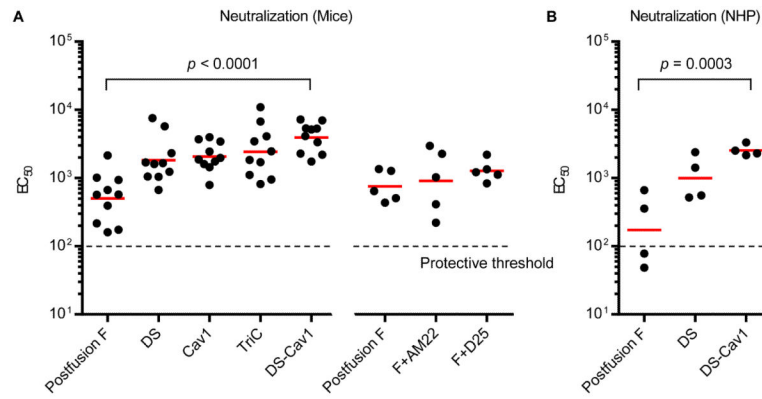 A
Neutralization (Mice)
p < 0.0001
EC50
10^5
10^4
10^3
10^2
10^1
Protective threshold
Postfusion F
DS
Cav1
TriC
DS-Cav1
Postfusion F
F+AM22
F+D25
B
Neutralization (NHP)
p = 0.0003
EC50
10^5
10^4
10^3
10^2
10^1
Postfusion F
DS
DS-Cav1